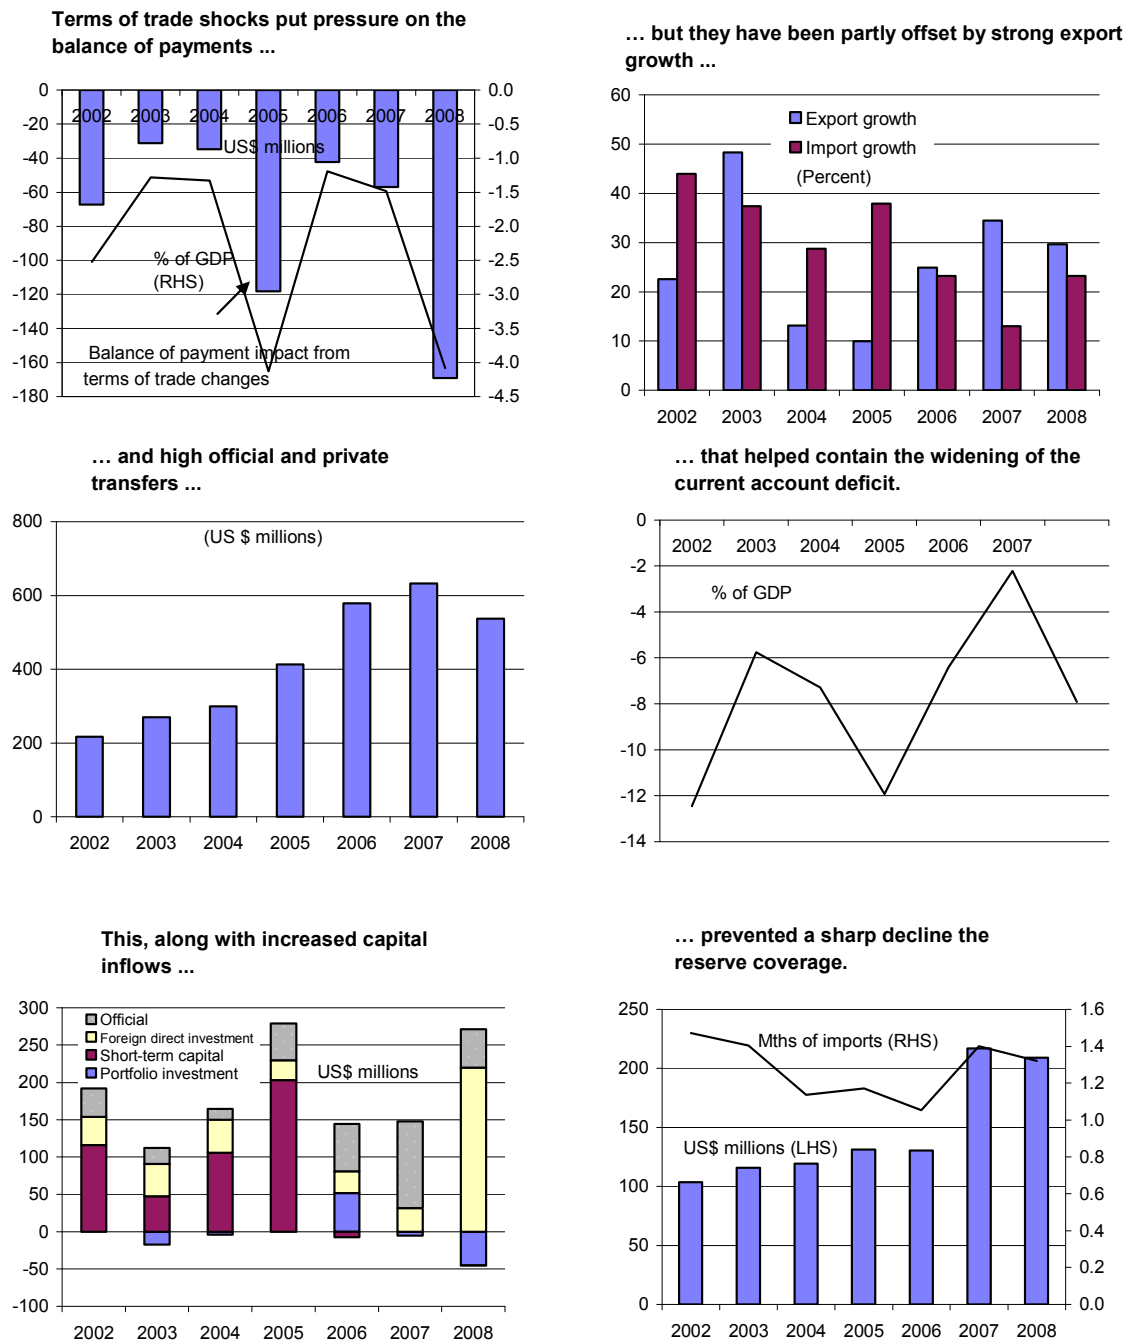 Terms of trade shocks put pressure on the
balance of payments ...
0
-20
-40
-60
-80
-100
-120
-140
-160
-180
2002 2003 2004 2005 2006 2007 2008
US$ millions
% of GDP
(RHS)
Balance of payment impact from
terms of trade changes
0.0
-0.5
-1.0
-1.5
-2.0
-2.5
-3.0
-3.5
-4.0
-4.5
… but they have been partly offset by strong export
growth ...
60
50
40
30
20
10
0
Export growth
Import growth
(Percent)
2002 2003 2004 2005 2006 2007 2008
… and high official and private
transfers ...
800
600
400
200
0
(US $ millions)
2002 2003 2004 2005 2006 2007 2008
… that helped contain the widening of the
current account deficit.
0
-2
-4
-6
-8
-10
-12
-14
2002 2003 2004 2005 2006 2007
% of GDP
This, along with increased capital
inflows ...
300
250
200
150
100
50
0
-50
-100
Official
Foreign direct investment
Short-term capital
Portfolio investment
US$ millions
2002 2003 2004 2005 2006 2007 2008
… prevented a sharp decline the
reserve coverage.
250
200
150
100
50
0
Mths of imports (RHS)
US$ millions (LHS)
1.6
1.4
1.2
1.0
0.8
0.6
0.4
0.2
0.0
2002 2003 2004 2005 2006 2007 2008